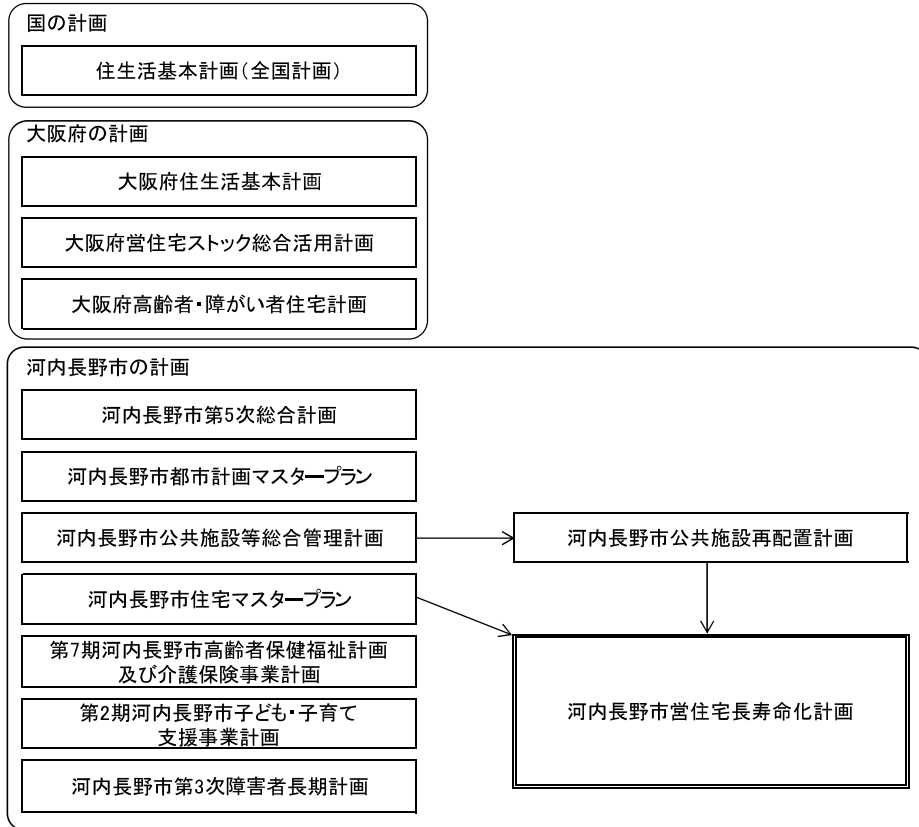 国の計画
住生活基本計画（全国計画）
大阪府の計画
大阪府住生活基本計画
大阪府営住宅ストック総合活用計画
大阪府高齢者・障がい者住宅計画
河内長野市の計画
河内長野市第5次総合計画
河内長野市都市計画マスタープラン
河内長野市公共施設等総合管理計画
河内長野市公共施設再配置計画
河内長野市住宅マスタープラン
第7期河内長野市高齢者保健福祉計画
及び介護保険事業計画
河内長野市営住宅長寿命化計画
第2期河内長野市子ども・子育て
支援事業計画
河内長野市第3次障害者長期計画